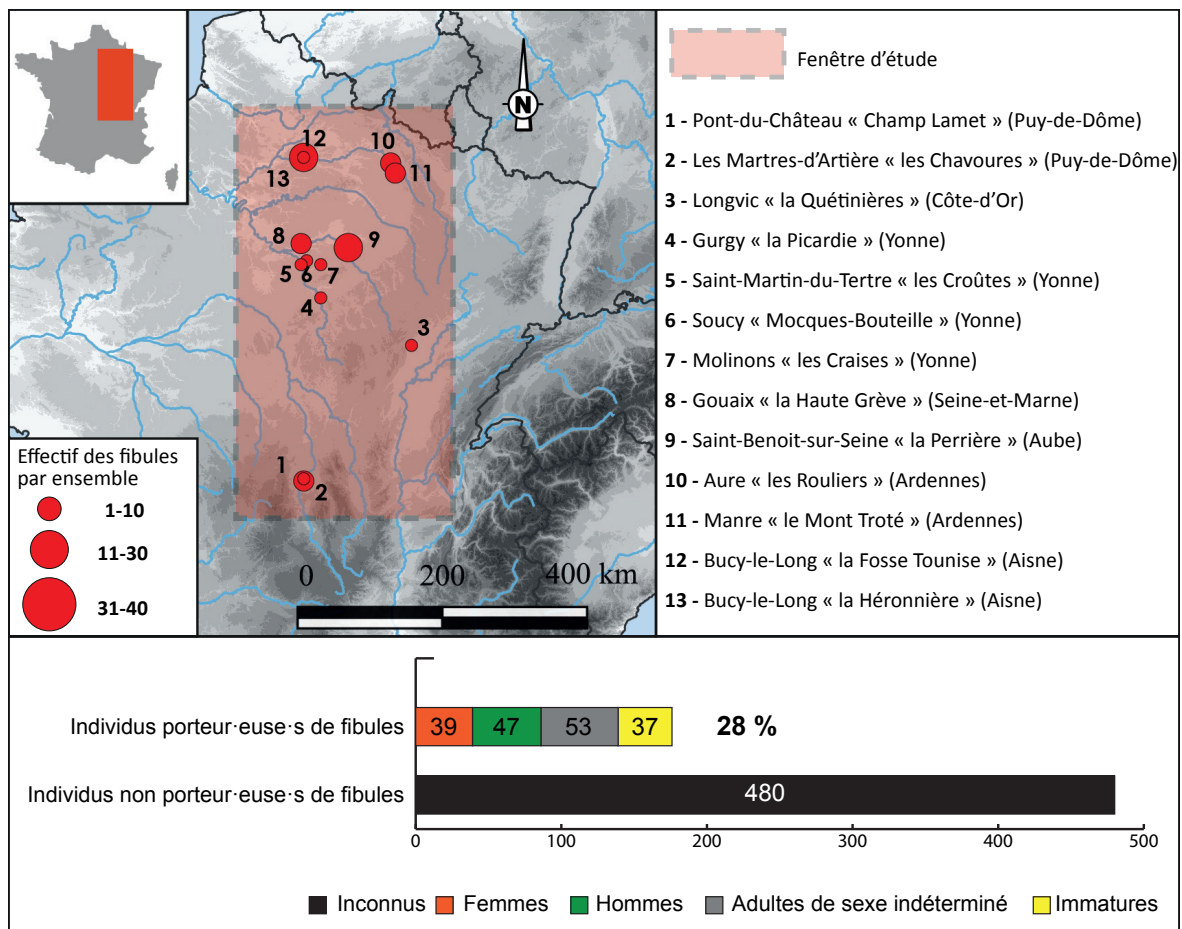 N
12
10
13
11
8
9
5
6
7
4
3
1
2
0
200
400 km
Effectif des fibules
par ensemble
1-10
11-30
31-40
Fenêtre d'étude
1 - Pont-du-Château « Champ Lamet » (Puy-de-Dôme)
2 - Les Martres-d'Artière « les Chavoures » (Puy-de-Dôme)
3 - Longvic « la Quétinières » (Côte-d'Or)
4 - Gurgy « la Picardie » (Yonne)
5 - Saint-Martin-du-Tertre « les Croûtes » (Yonne)
6 - Soucy « Mocques-Bouteille » (Yonne)
7 - Molinons « les Craises » (Yonne)
8 - Gouaix « la Haute Grève » (Seine-et-Marne)
9 - Saint-Benoit-sur-Seine « la Perrière » (Aube)
10 - Aure « les Rouliers » (Ardennes)
11 - Manre « le Mont Troté » (Ardennes)
12 - Bucy-le-Long « la Fosse Tounise » (Aisne)
13 - Bucy-le-Long « la Héronnière » (Aisne)
Individus porteur·euse·s de fibules 39 47 53 37 28 %
Individus non porteur·euse·s de fibules 480
0 100 200 300 400 500
Inconnus Femmes Hommes Adultes de sexe indéterminé Immatures